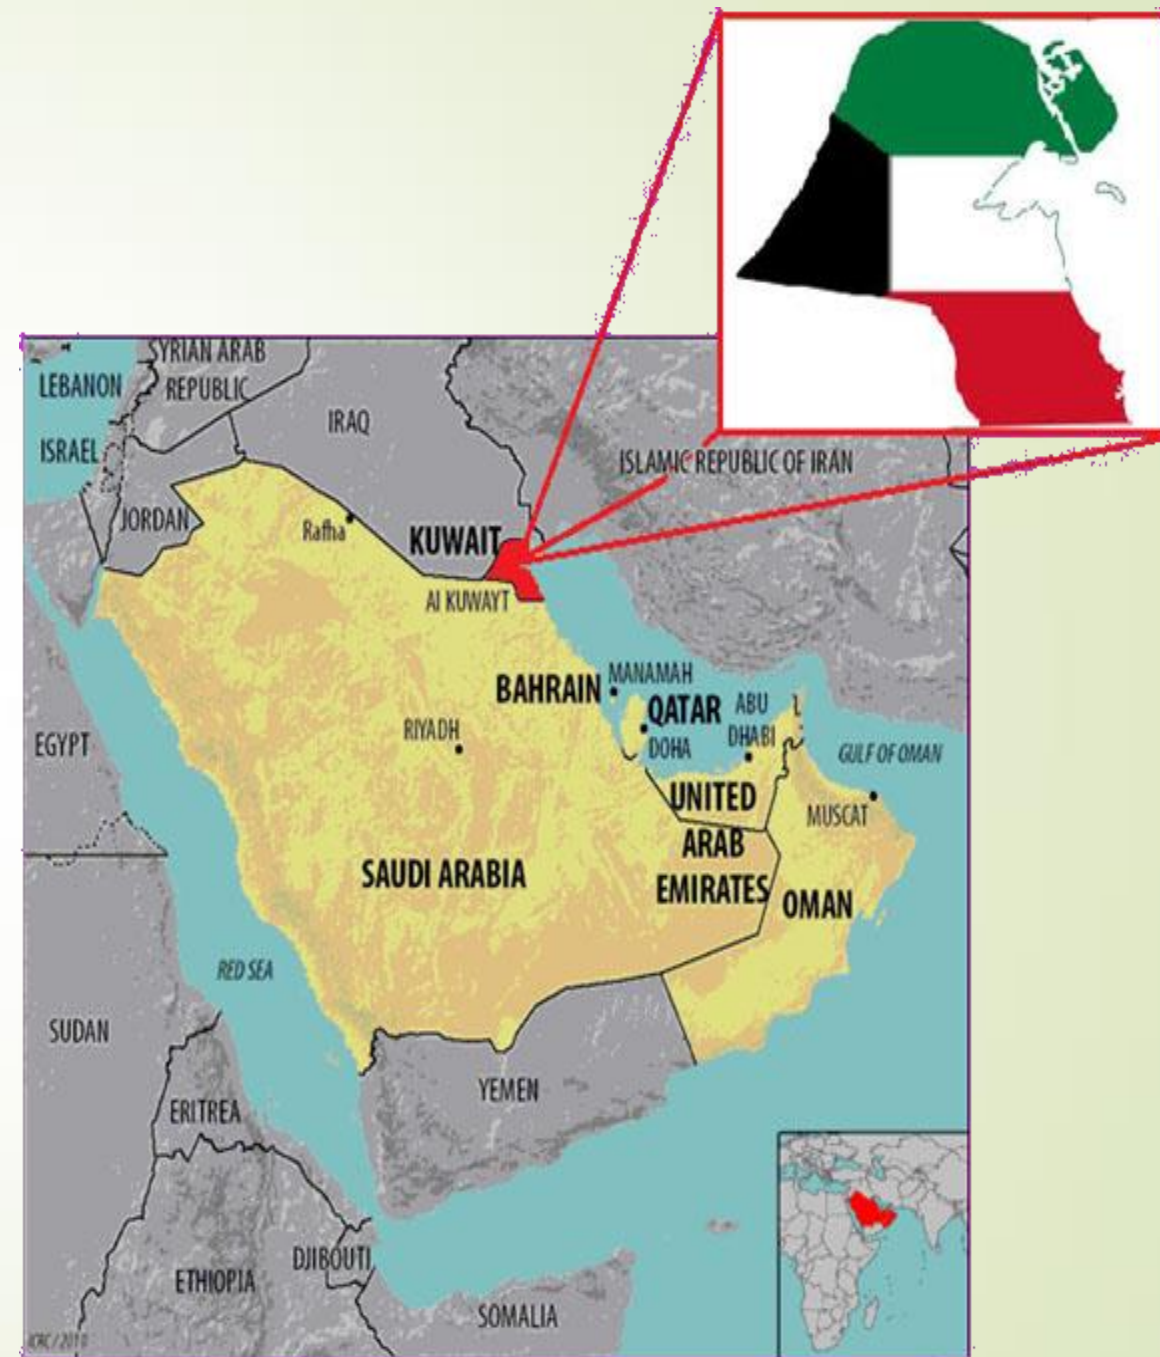 SYRIAN ARAB
REPUBLIC
LEBANON
IRAQ
ISRAEL
ISLAMIC REPUBLIC OF IRAN
JORDAN
Rafha
KUWAIT
Al KUWAYT
BAHRAIN
MANAMAH
QATAR
ABU
DHABI
DOHA
RIYADH
EGYPT
GULF OF OMAN
UNITED
ARAB
EMIRATES
MUSCAT
SAUDI ARABIA
OMAN
RED SEA
SUDAN
YEMEN
ERITREA
DJIBOUTI
ETHIOPIA
SOMALIA